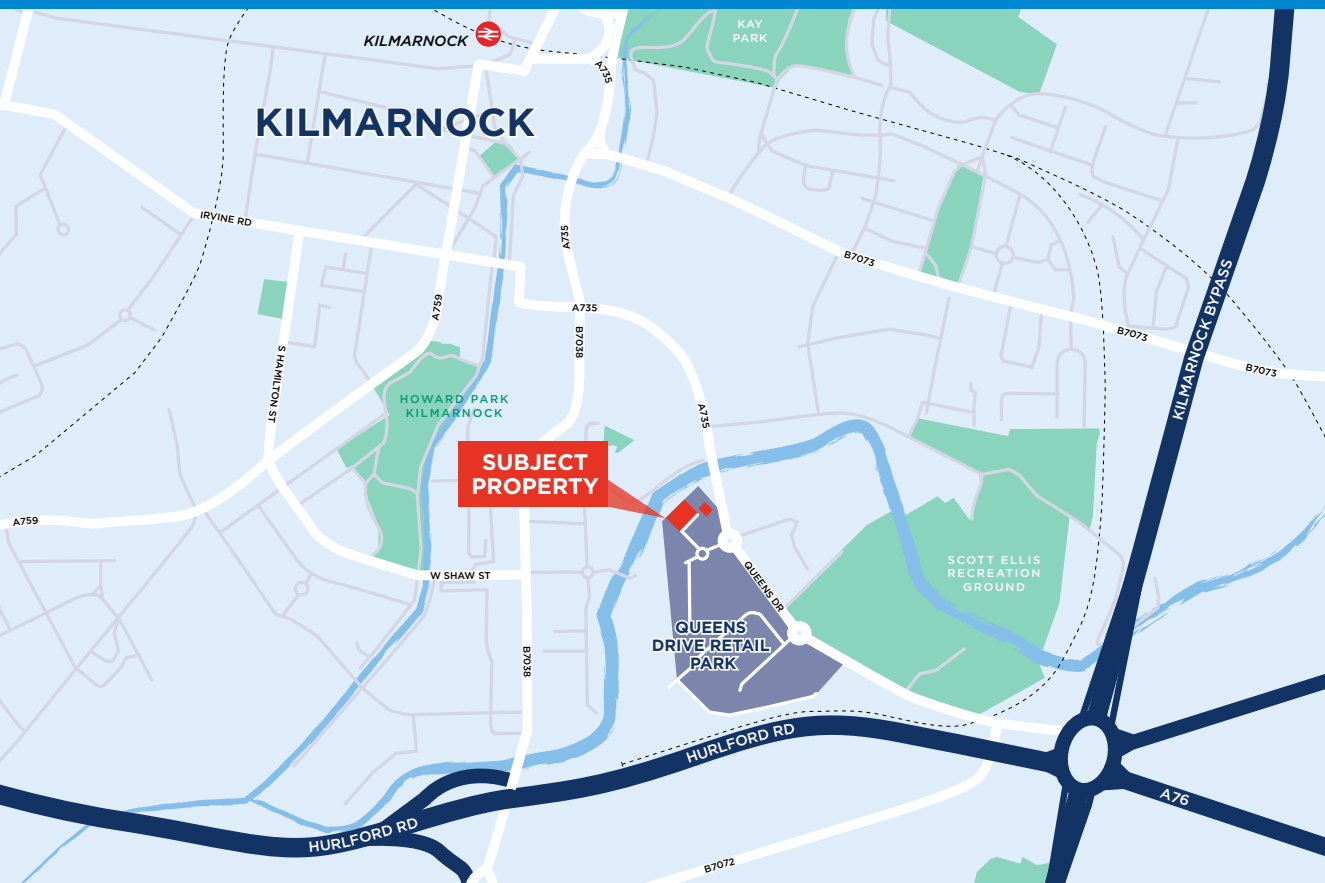 KAY
PARK
KILMARNOCK
A735
KILMARNOCK
IRVINE RD
A735
B7073
A759
A735
B7038
B7073
KILMARNOCK BYPASS
B7073
S HAMILTON ST
HOWARD PARK
KILMARNOCK
A735
SUBJECT
PROPERTY
A759
W SHAW ST
QUEENS DR
SCOTT ELLIS
RECREATION
GROUND
QUEENS
DRIVE RETAIL
PARK
B7038
HURLFORD RD
A76
HURLFORD RD
B7072